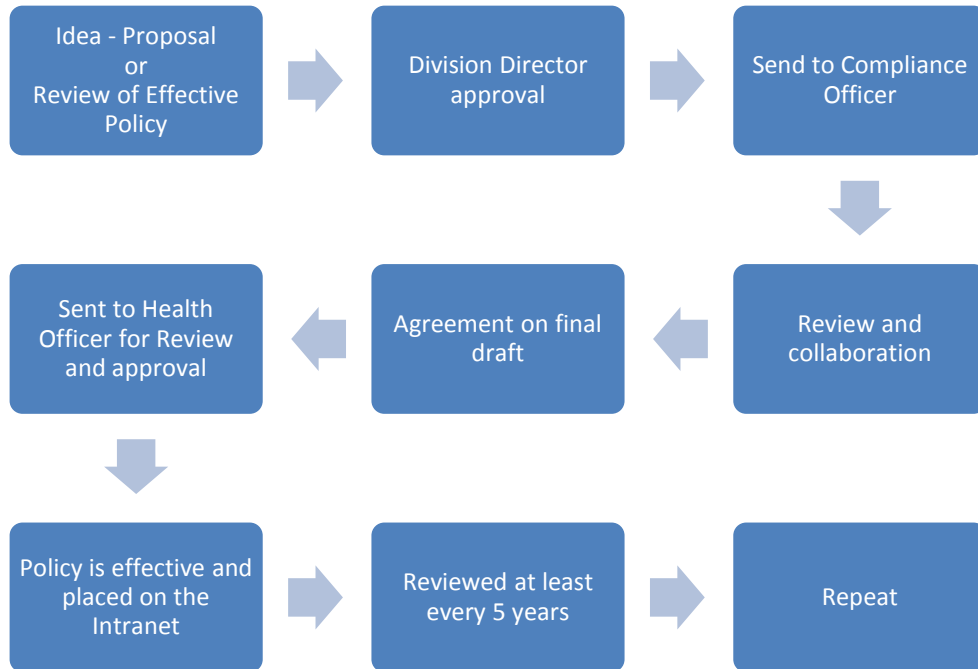 Idea - Proposal
or
Review of Effective
Policy
Division Director
approval
Send to Compliance
Officer
Review and
collaboration
Agreement on final
draft
Sent to Health
Officer for Review
and approval
Policy is effective and
placed on the
Intranet
Reviewed at least
every 5 years
Repeat